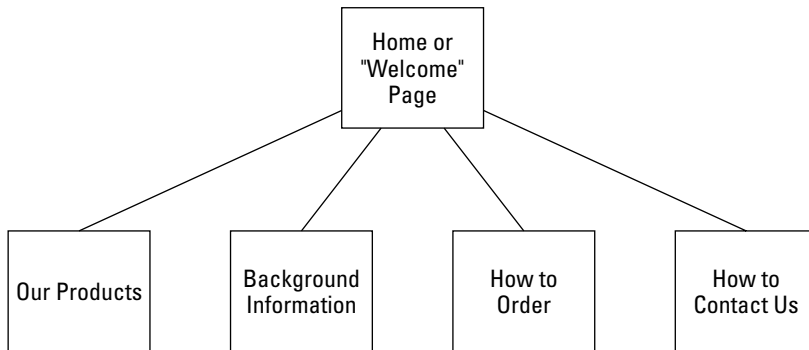 Home or
"Welcome"
Page
Our Products
Background
Information
How to
Order
How to
Contact Us